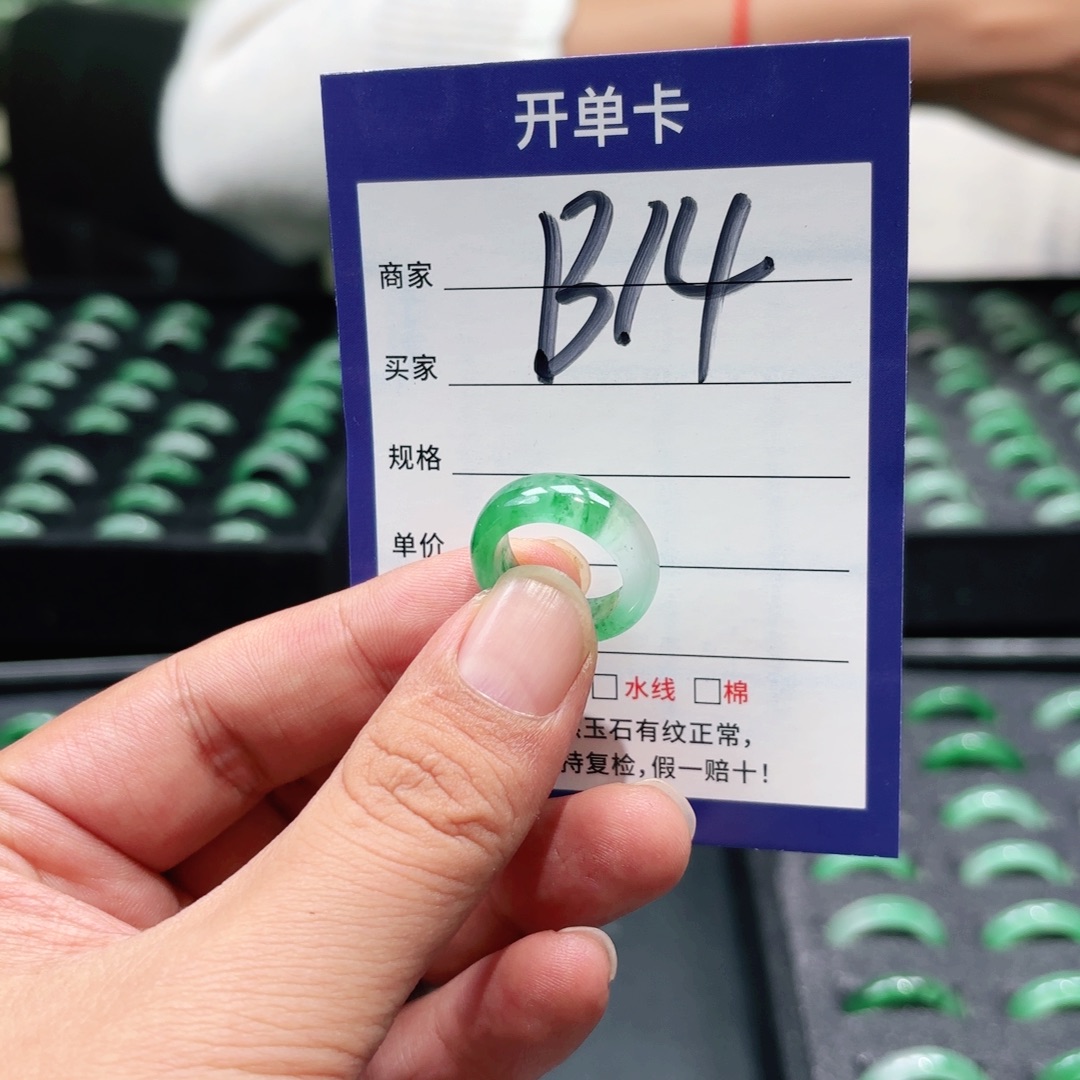 开单卡
B14
商家
买家
规格
单价
水线 棉
玉石有纹正常，
持复检，假一赔十！